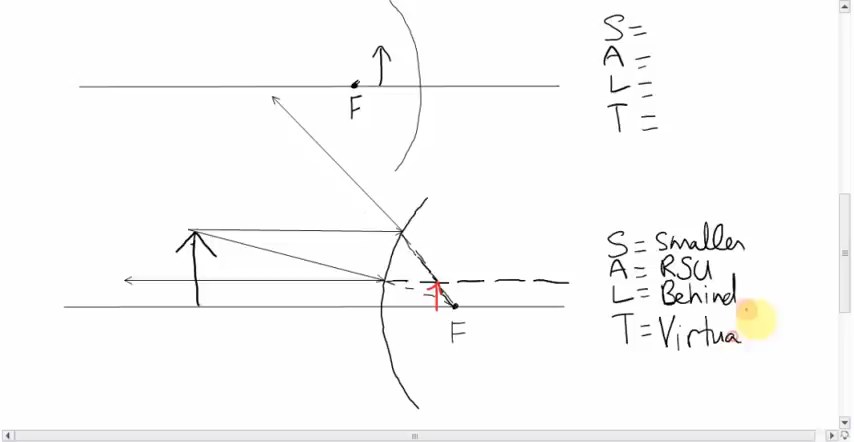 S=
A=
L=
T=
F
S=Smaller
A=RSU
L=Behind
T=Virtua
F